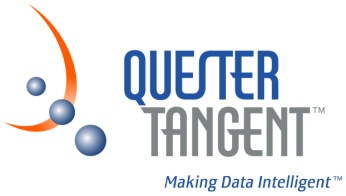 QUESTER
TANGENT™
Making Data Intelligent™